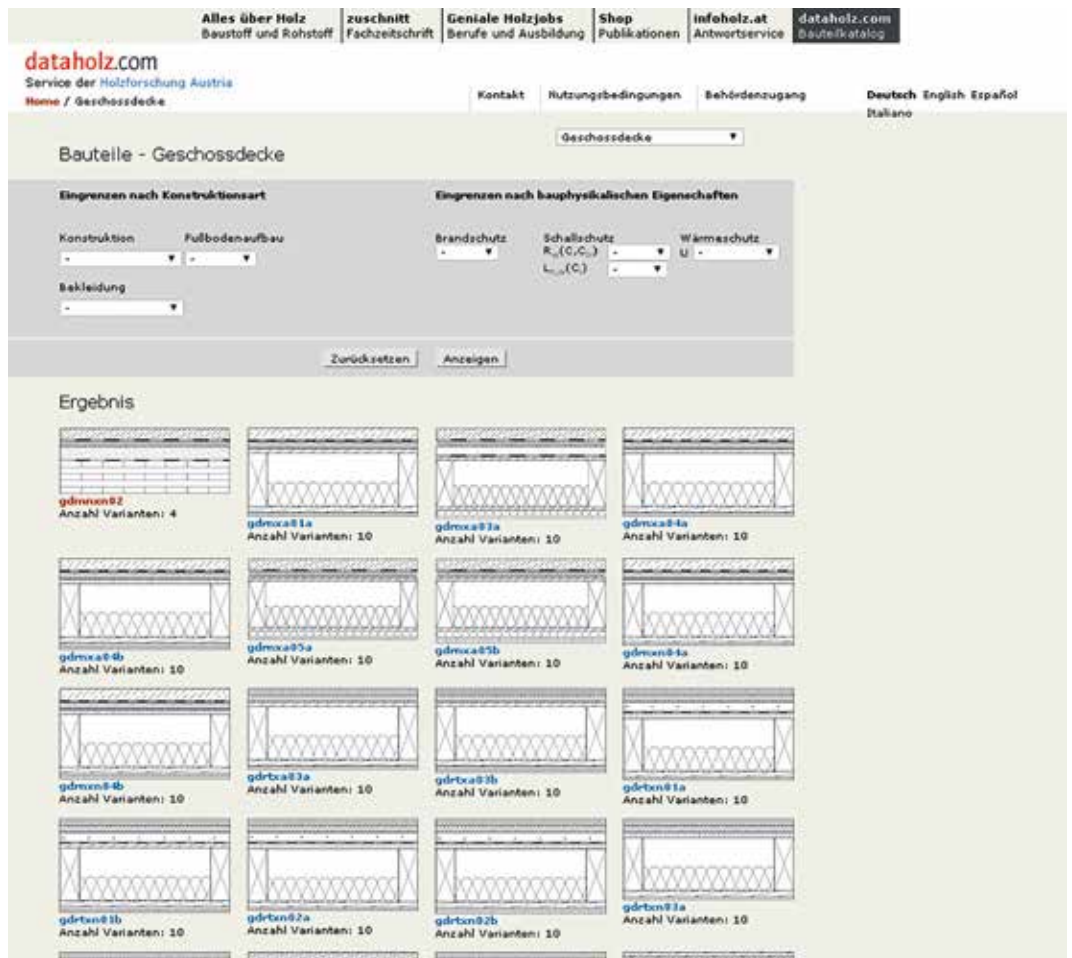 Alles über Holz
Baustoff und Rohstoff
zuschnitt
Fachzeitschrift
Geniale Holzjobs
Berufe und Ausbildung
Shop
Publikationen
infoholz.at
Antwortservice
dataholz.com
Bauteilkatalog
dataholz.com
Service der Holzforschung Austria
Home / Geschossdecke
Kontakt Nutzungsbedingungen Behördenzugang Deutsch English Español
Italiano
Geschossdecke
Bauteile - Geschossdecke
Eingrenzen nach Konstruktionsart
Eingrenzen nach bauphysikalischen Eigenschaften
Konstruktion Fußbodenaufbau
Brandschutz Schallschutz Wärmeschutz
U
Bekleidung
Zurücksetzen Anzeigen
Ergebnis
gdmnxn02
Anzahl Varianten: 4
gdmxa01a
Anzahl Varianten: 10
gdmxa03a
Anzahl Varianten: 10
gdmxa04a
Anzahl Varianten: 10
gdmxa04b
Anzahl Varianten: 10
gdmxa05a
Anzahl Varianten: 10
gdmxa05b
Anzahl Varianten: 10
gdmxn04a
Anzahl Varianten: 10
gdmxn04b
Anzahl Varianten: 10
gdrtxa03a
Anzahl Varianten: 10
gdrtxa03b
Anzahl Varianten: 10
gdrtxn01a
Anzahl Varianten: 10
gdrtxn01b
Anzahl Varianten: 10
gdrtxn02a
Anzahl Varianten: 10
gdrtxn02b
Anzahl Varianten: 10
gdrtxn03a
Anzahl Varianten: 10